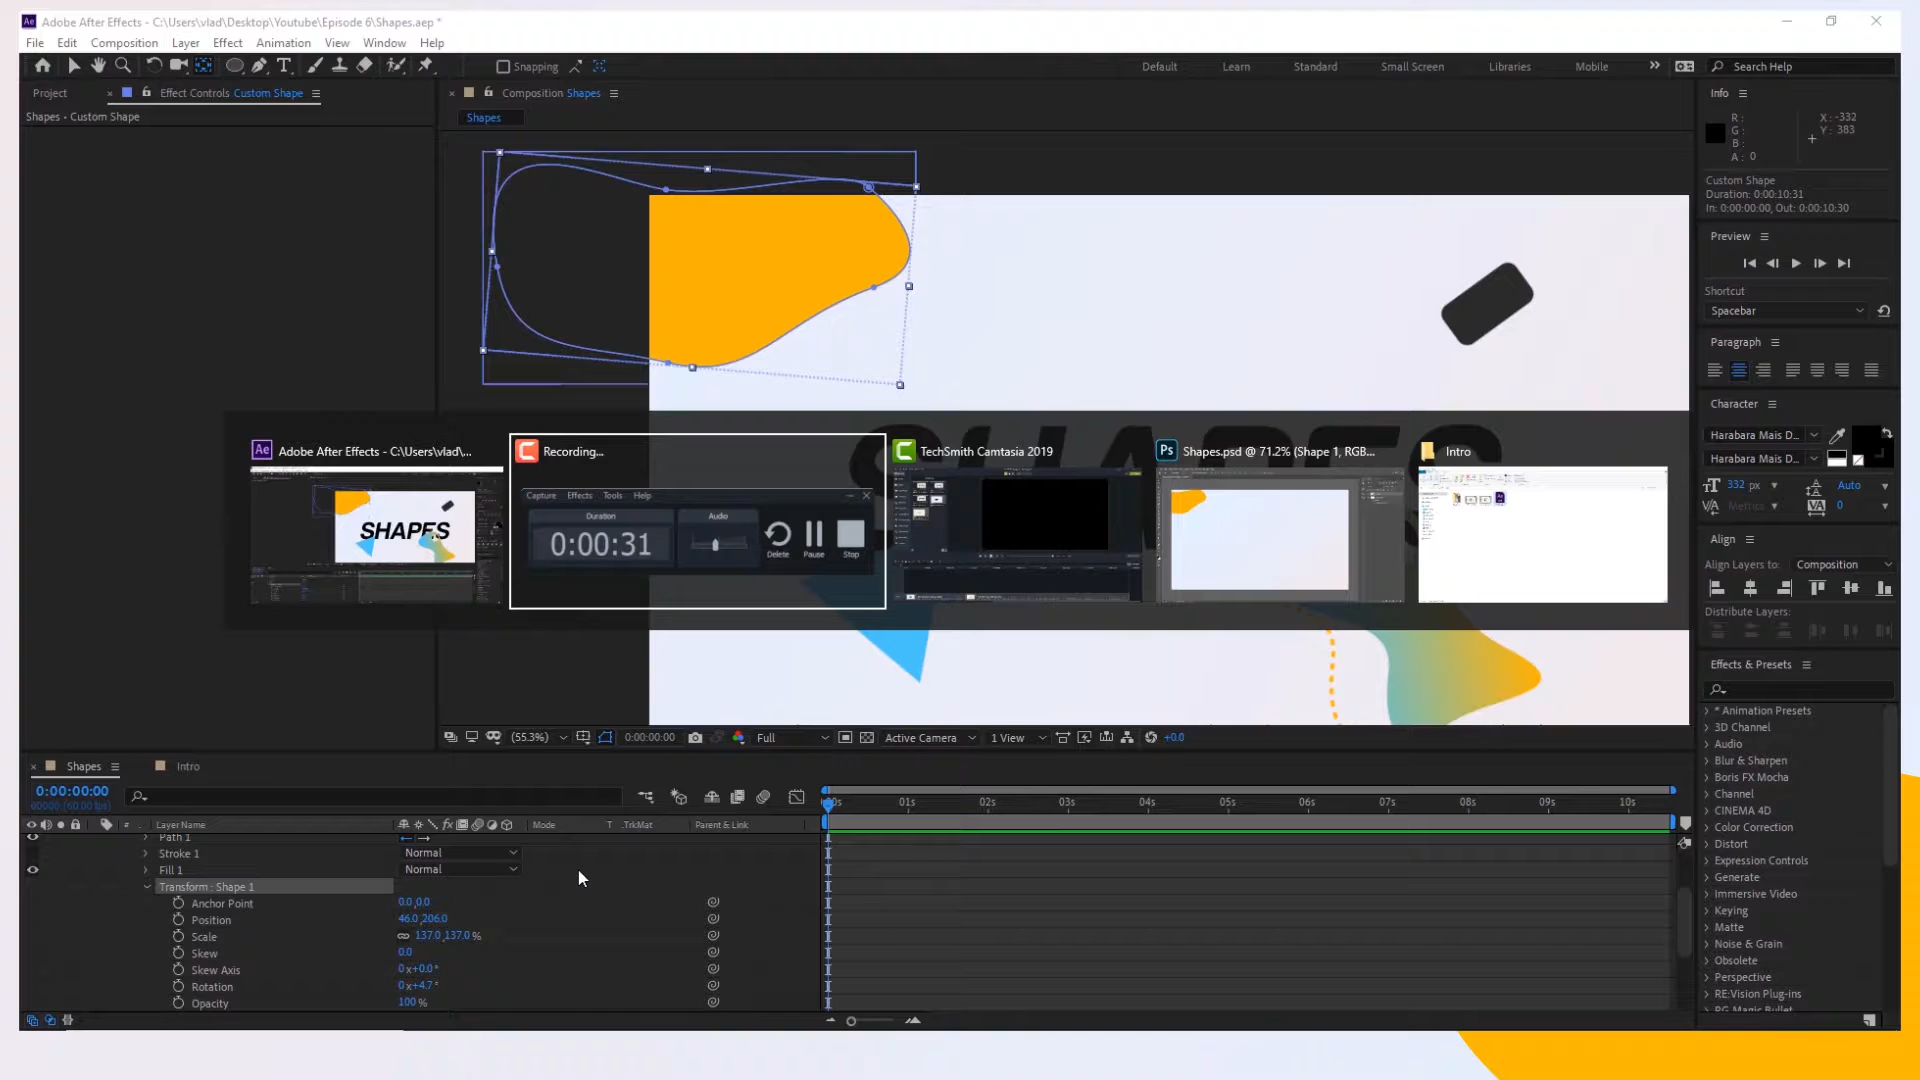 Adobe After Effects - C:\Users\vlad\Desktop\Youtube\Episode 6\Shapes.aep *
File Edit Composition Layer Effect Animation View Window Help
Snapping
Default Learn Standard Small Screen Libraries Mobile
Search Help
Project
Effect Controls Custom Shape
Shapes • Custom Shape
Composition Shapes
Shapes
Info
R :
G :
B :
A : 0
X : -332
Y : 383
Custom Shape
Duration: 0:00:10:31
In: 0:00:00:00, Out: 0:00:10:30
Preview
Shortcut
Spacebar
Paragraph
Character
Harabara Mais D...
Harabara Mais D...
332 px
Auto
Metrics
0
Align
Align Layers to: Composition
Distribute Layers:
Effects & Presets
* Animation Presets
3D Channel
Audio
Blur & Sharpen
Boris FX Mocha
Channel
CINEMA 4D
Color Correction
Distort
Expression Controls
Generate
Immersive Video
Keying
Matte
Noise & Grain
Obsolete
Perspective
RE:Vision Plug-ins
RG Magic Bullet
SHAPES
Adobe After Effects - C:\Users\vlad\...
SHAPES
Recording...
Capture Effects Tools Help
Duration
0:00:31
Audio
Delete Pause Stop
TechSmith Camtasia 2019
Shapes.psd @ 71.2% (Shape 1, RGB...
Intro
(55.3%)
0:00:00:00
Full
Active Camera
1 View
+0.0
Shapes
Intro
0:00:00:00
00000 (60.00 fps)
# Layer Name
Mode T .TrkMat Parent & Link
00s 01s 02s 03s 04s 05s 06s 07s 08s 09s 10s
Path 1
Stroke 1 Normal
Fill 1 Normal
Transform : Shape 1
Anchor Point 0.0,0.0
Position 46.0,206.0
Scale 137.0,137.0 %
Skew 0.0
Skew Axis 0 x+0.0°
Rotation 0 x+4.7°
Opacity 100 %